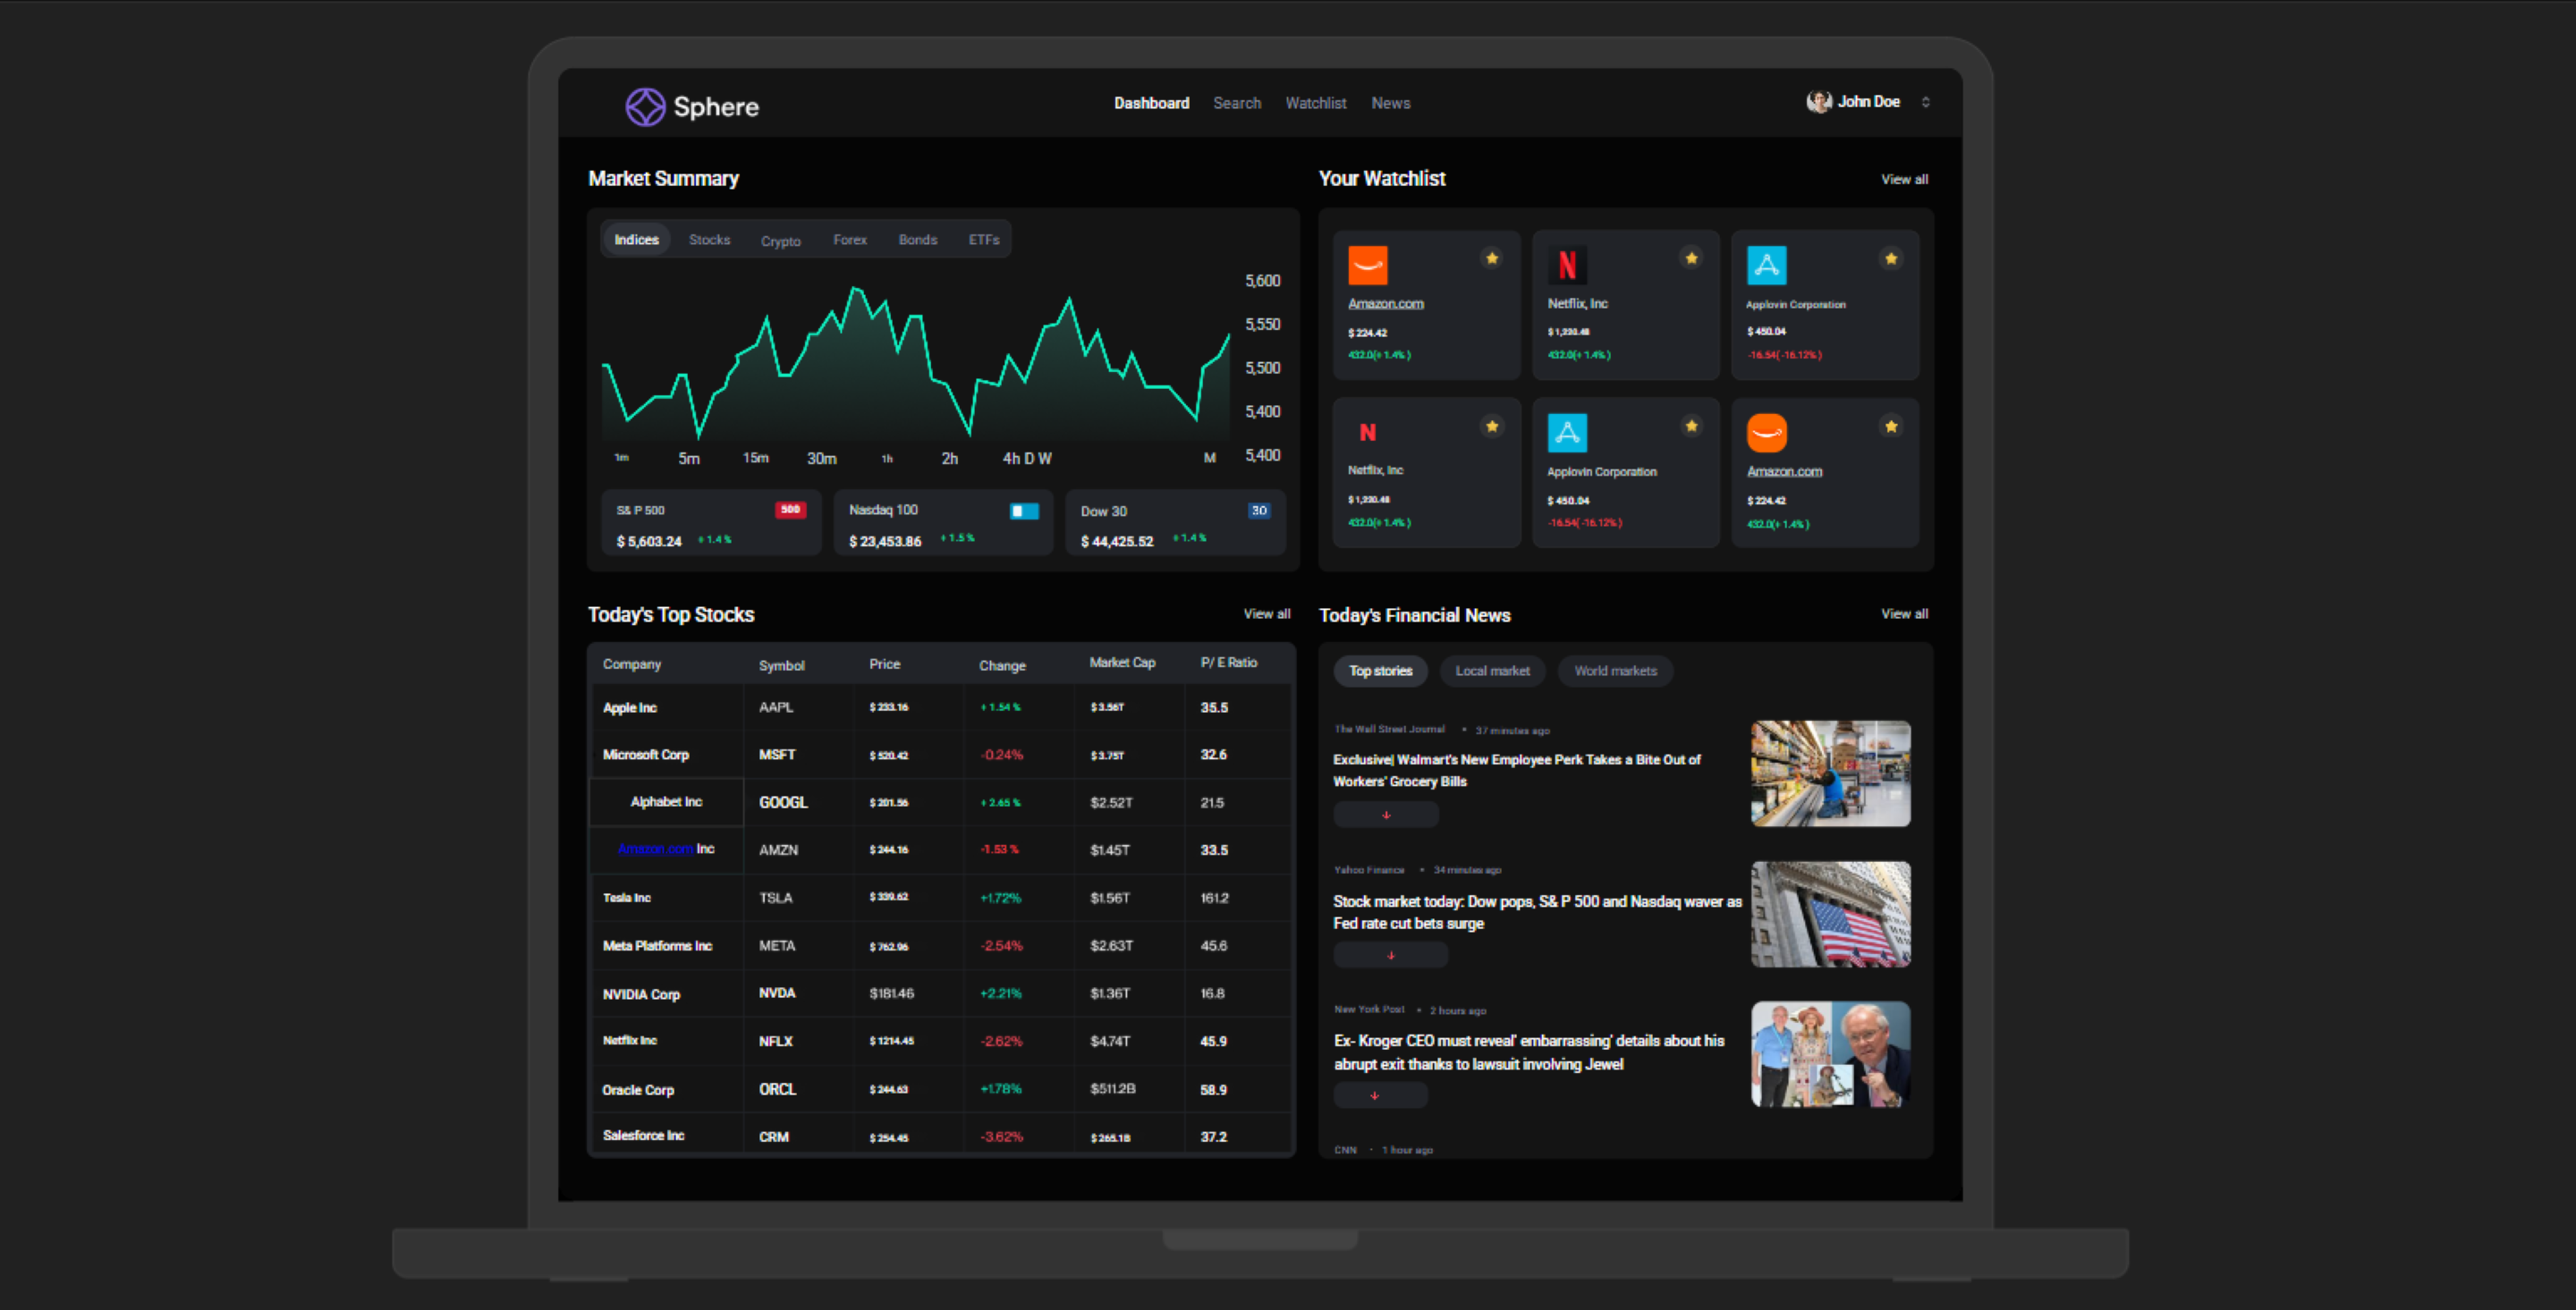 Sphere
Dashboard Search Watchlist News
John Doe
Market Summary
Indices Stocks Crypto Forex Bonds ETFs
5,600
5,550
5,500
5,400
5,400
1m 5m 15m 30m 1h 2h 4h D W M
S& P 500 500
$ 5,603.24 + 1.4 %
Nasdaq 100
$ 23,453.86 + 1.5 %
Dow 30 30
$ 44,425.52 + 1.4 %
Your Watchlist View all
Amazon.com
$ 224.42
432.0(+ 1.4% )
Netflix, Inc
$ 1,220.48
432.0(+ 1.4% )
Applovin Corporation
$ 450.04
-16.54( -16.12% )
N
Netflix, Inc
$ 1,220.48
432.0(+ 1.4% )
Applovin Corporation
$ 450.04
-16.54( -16.12% )
Amazon.com
$ 224.42
432.0(+ 1.4% )
Today's Top Stocks View all
Company Symbol Price Change Market Cap P/ E Ratio
Apple Inc AAPL $ 233.16 + 1.54 % $ 3.56T 35.5
Microsoft Corp MSFT $ 520.42 -0.24% $ 3.75T 32.6
Alphabet Inc GOOGL $ 201.56 + 2.65 % $2.52T 21.5
Amazon.com Inc AMZN $ 244.16 -1.53 % $1.45T 33.5
Tesla Inc TSLA $ 339.62 +1.72% $1.56T 161.2
Meta Platforms Inc META $ 762.96 -2.54% $2.63T 45.6
NVIDIA Corp NVDA $181.46 +2.21% $1.36T 16.8
Netflix Inc NFLX $ 1214.45 -2.62% $4.74T 45.9
Oracle Corp ORCL $ 244.63 +1.78% $511.2B 58.9
Salesforce Inc CRM $ 254.45 -3.62% $ 265.1B 37.2
Today's Financial News View all
Top stories Local market World markets
The Wall Street Journal • 37 minutes ago
Exclusive| Walmart's New Employee Perk Takes a Bite Out of
Workers' Grocery Bills
Yahoo Finance • 34 minutes ago
Stock market today: Dow pops, S& P 500 and Nasdaq waver as
Fed rate cut bets surge
New York Post • 2 hours ago
Ex- Kroger CEO must reveal' embarrassing' details about his
abrupt exit thanks to lawsuit involving Jewel
CNN · 1 hour ago